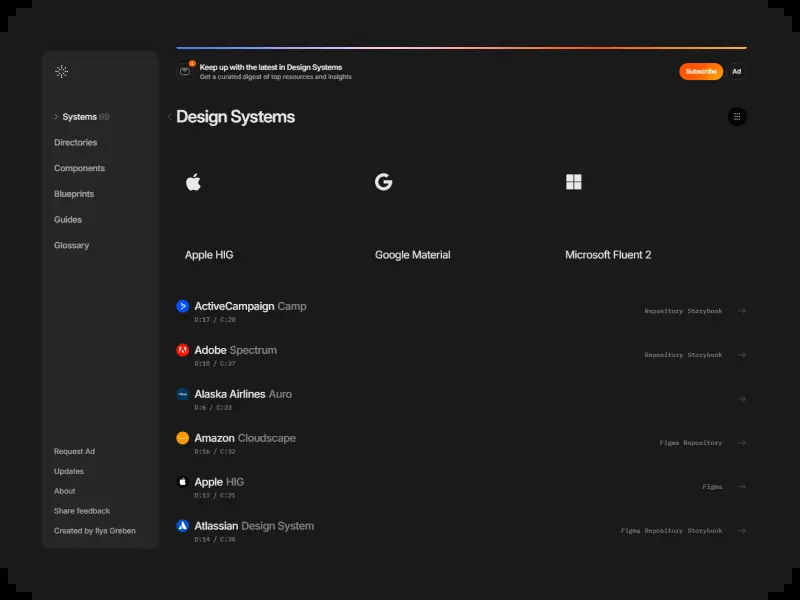 Keep up with the latest in Design Systems
Get a curated digest of top resources and insights
Subscribe
Ad
Systems 69
Directories
Components
Blueprints
Guides
Glossary
Request Ad
Updates
About
Share feedback
Created by Ilya Greben
Design Systems
Apple HIG
Google Material
Microsoft Fluent 2
ActiveCampaign Camp
D:17 / C:28
Repository Storybook
Adobe Spectrum
D:18 / C:37
Repository Storybook
Alaska Airlines Auro
D:6 / C:23
Amazon Cloudscape
D:16 / C:32
Figma Repository
Apple HIG
D:13 / C:21
Figma
Atlassian Design System
D:14 / C:36
Figma Repository Storybook